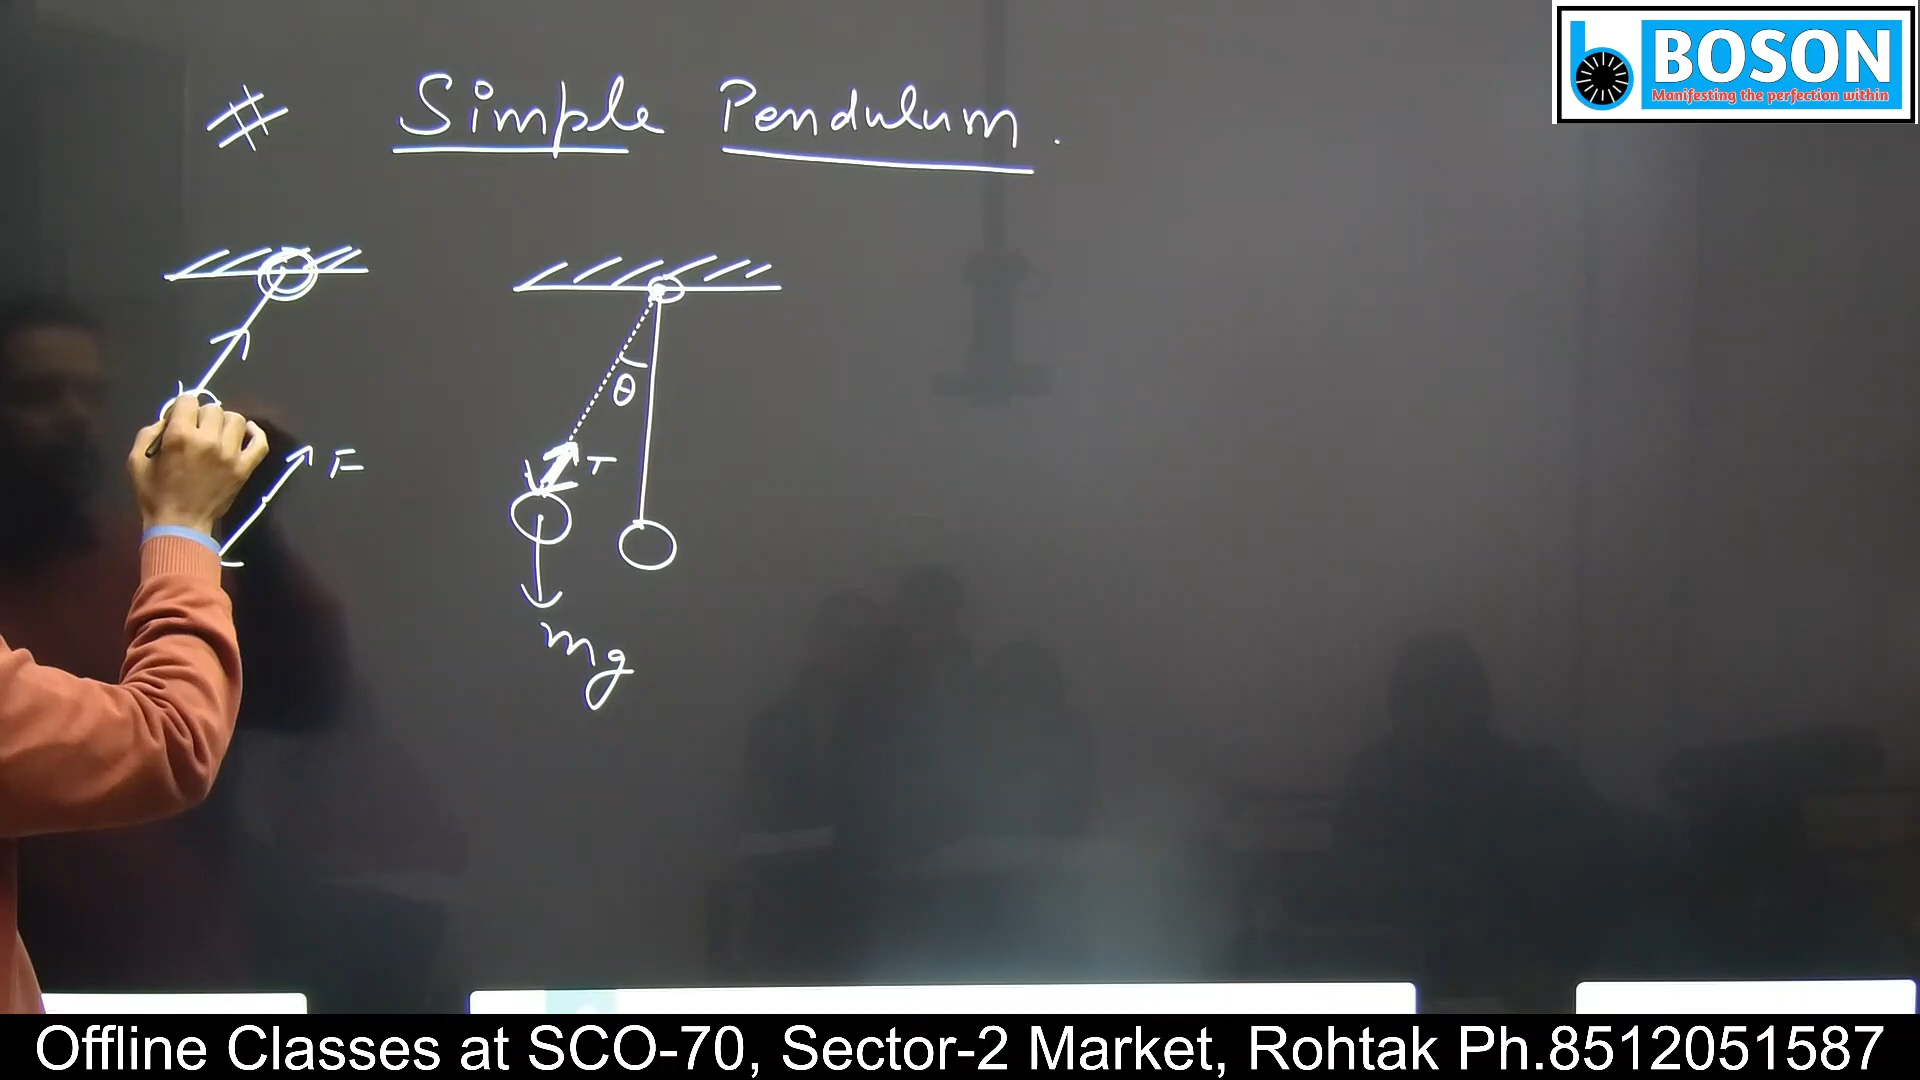 BOSON
Manifesting the perfection within
# Simple Pendulum.
θ
F
T
mg
Offline Classes at SCO-70, Sector-2 Market, Rohtak Ph.8512051587